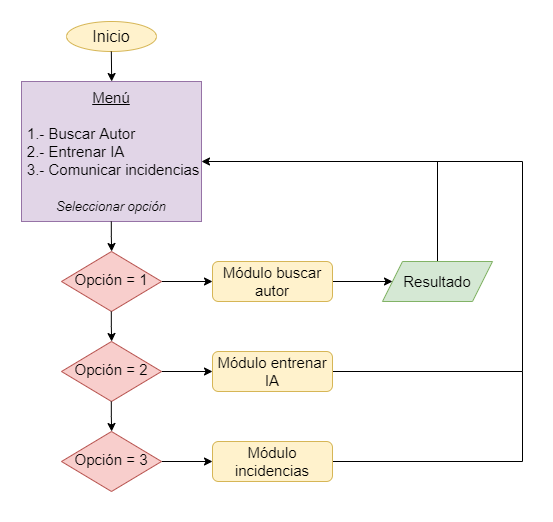 Inicio
Menú
1.- Buscar Autor
2.- Entrenar IA
3.- Comunicar incidencias
Seleccionar opción
Opción = 1
Módulo buscar
autor
Resultado
Opción = 2
Módulo entrenar
IA
Opción = 3
Módulo
incidencias